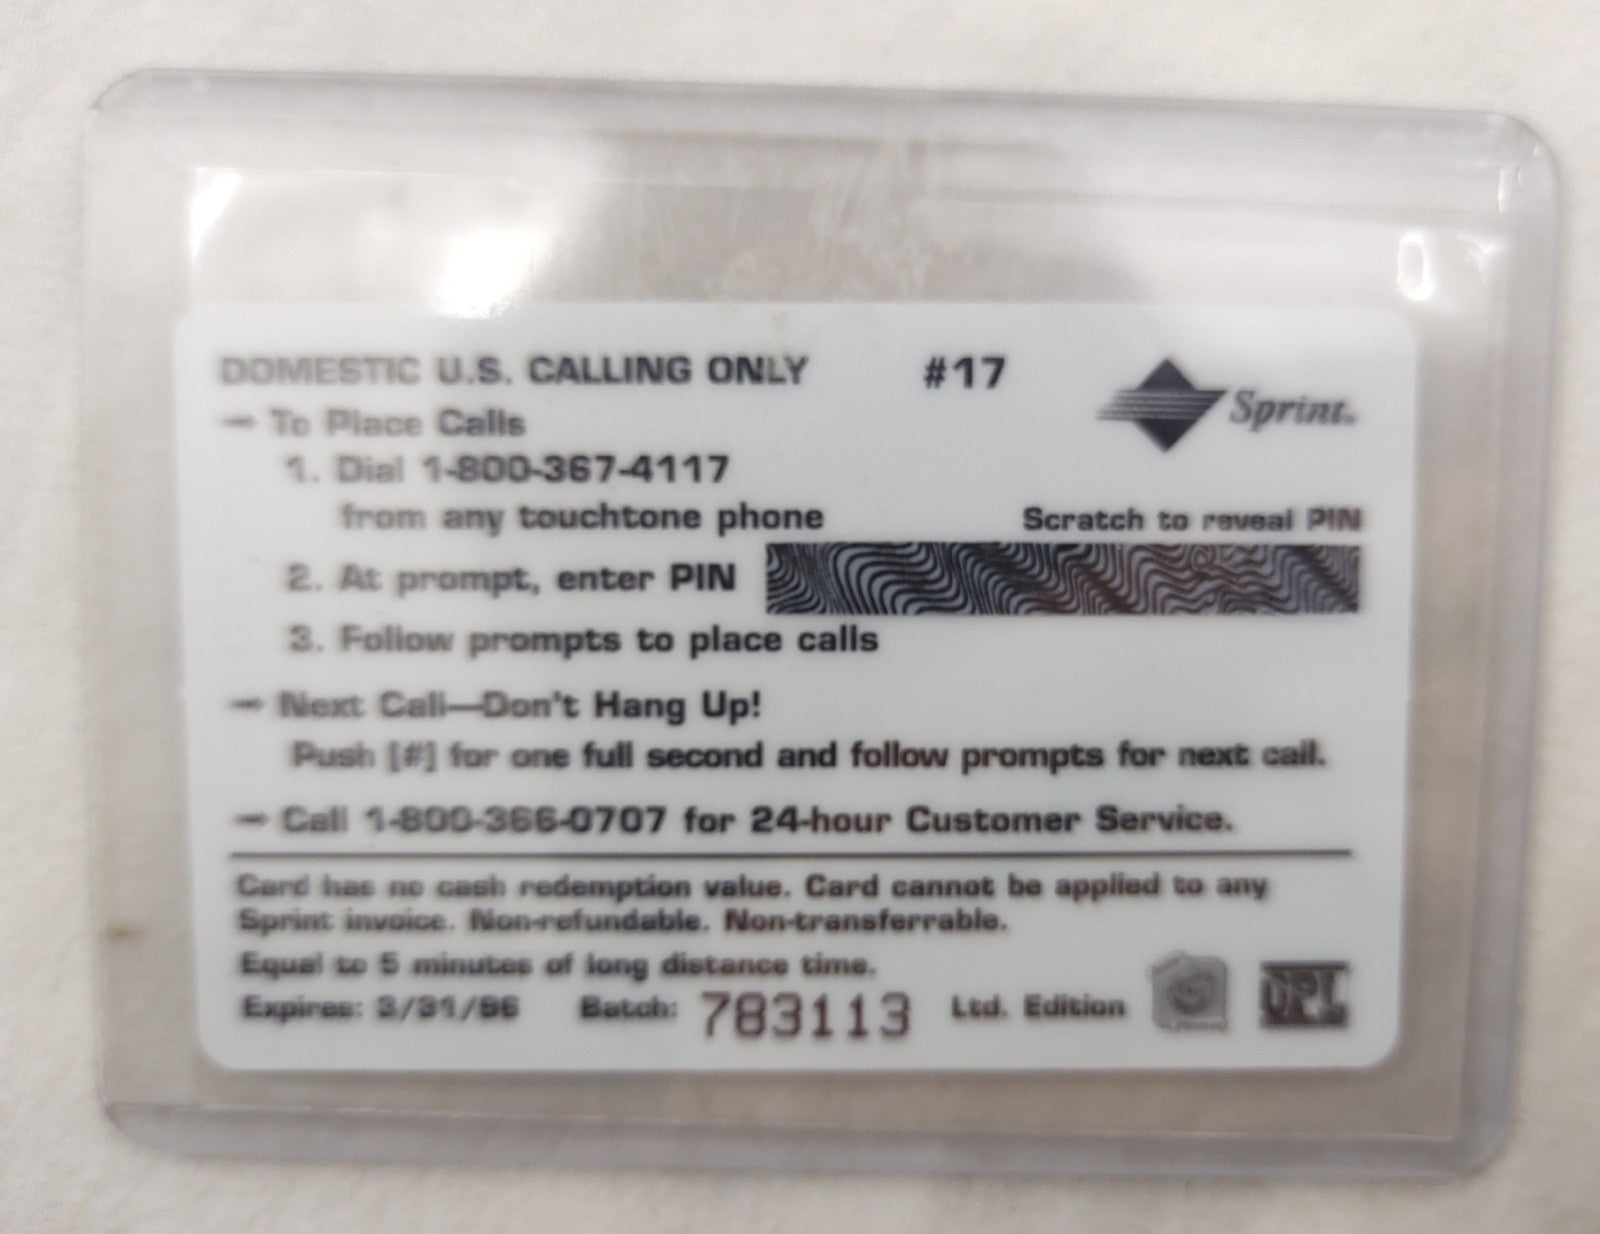 DOMESTIC U.S. CALLING ONLY #17
Sprint.
→ To Place Calls
1. Dial 1-800-367-4117
from any touchtone phone
Scratch to reveal PIN
2. At prompt, enter PIN
3. Follow prompts to place calls
→ Next Call—Don't Hang Up!
Push [#] for one full second and follow prompts for next call.
→ Call 1-800-366-0707 for 24-hour Customer Service.
Card has no cash redemption value. Card cannot be applied to any
Sprint invoice. Non-refundable. Non-transferrable.
Equal to 5 minutes of long distance time.
Expires: 3/31/96 Batch: 783113 Ltd. Edition